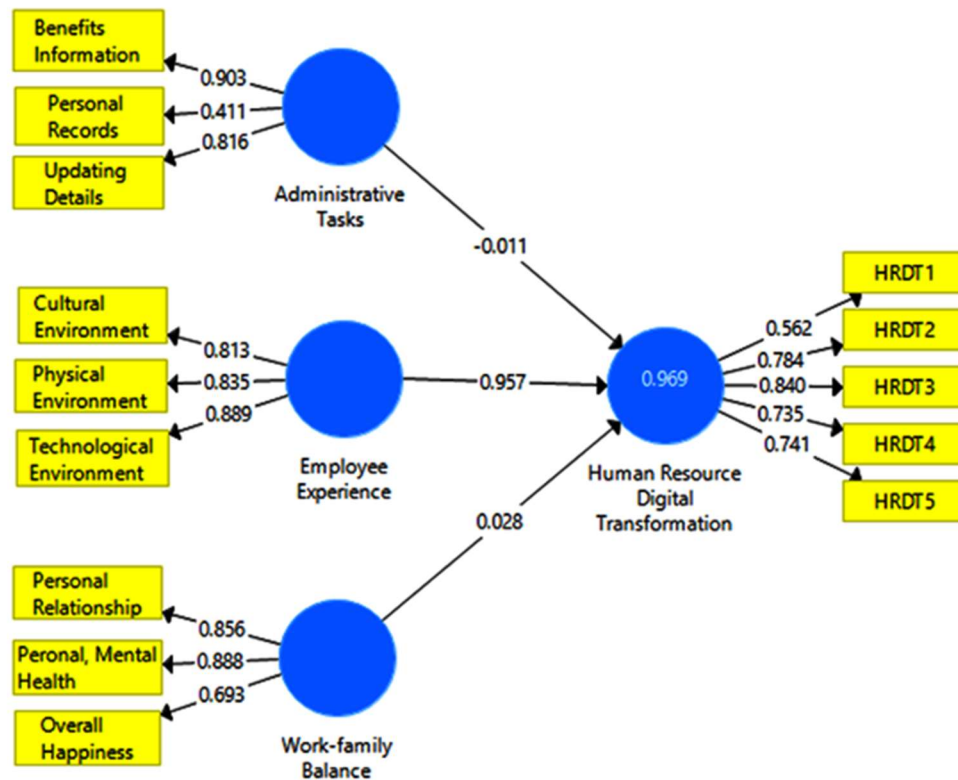 Benefits
Information
0.903
Personal
Records
0.411
0.816
Updating
Details
Administrative
Tasks
-0.011
Cultural
Environment
0.813
Physical
Environment
0.835
0.889
Technological
Environment
Employee
Experience
0.957
0.969
Human Resource
Digital
Transformation
HRDT1
0.562
HRDT2
0.784
HRDT3
0.840
0.735
HRDT4
0.741
HRDT5
0.028
Personal
Relationship
0.856
Peronal, Mental
Health
0.888
0.693
Overall
Happiness
Work-family
Balance